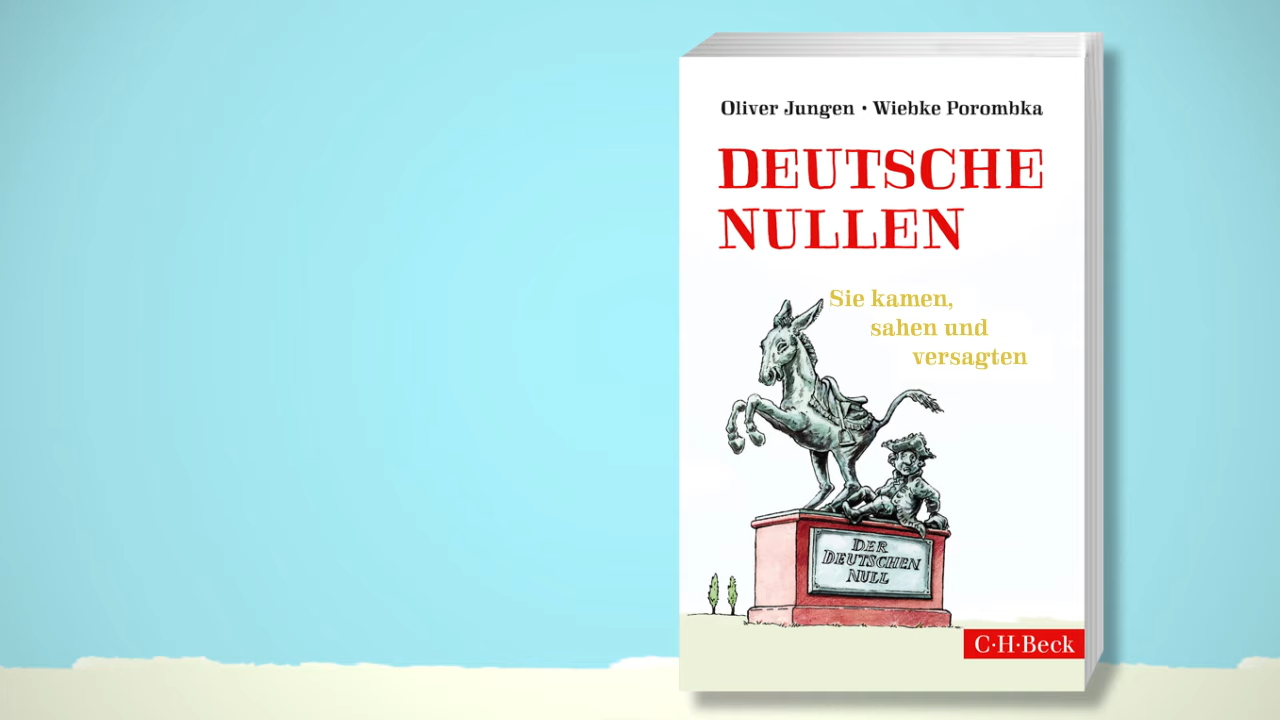 Oliver Jungen · Wiebke Porombka
DEUTSCHE
NULLEN
Sie kamen,
sahen und
versagten
DER
DEUTSCHEN
NULL
C·H·Beck